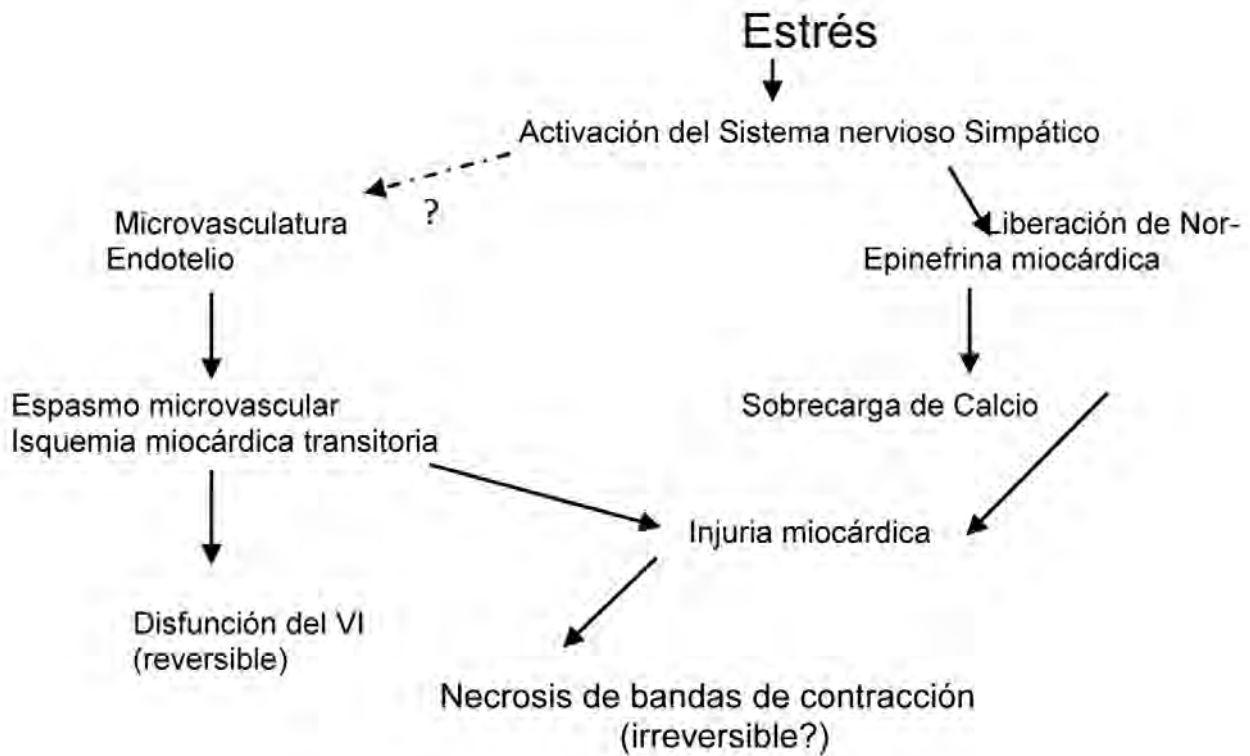 Estrés
Activación del Sistema nervioso Simpático
?
Microvasculatura
Endotelio
Liberación de Nor-
Epinefrina miocárdica
Espasmo microvascular
Isquemia miocárdica transitoria
Sobrecarga de Calcio
Injuria miocárdica
Disfunción del VI
(reversible)
Necrosis de bandas de contracción
(irreversible?)